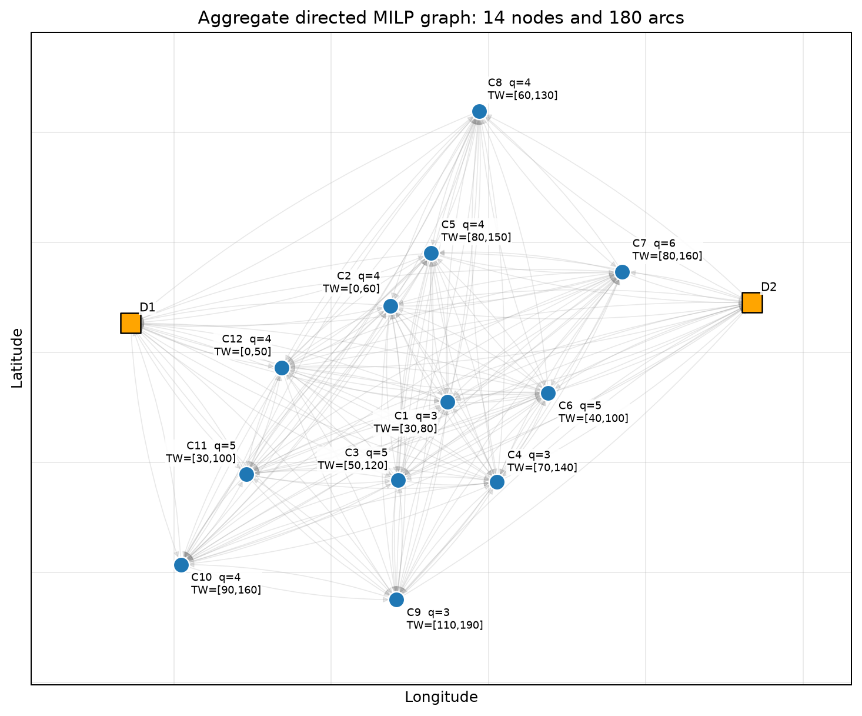 Aggregate directed MILP graph: 14 nodes and 180 arcs
C8  q=4
TW=[60,130]
C5  q=4
TW=[80,150]
C7  q=6
TW=[80,160]
C2  q=4
TW=[0,60]
D2
D1
C12  q=4
TW=[0,50]
C1  q=3
TW=[30,80]
C6  q=5
TW=[40,100]
C11  q=5
TW=[30,100]
C3  q=5
TW=[50,120]
C4  q=3
TW=[70,140]
C10  q=4
TW=[90,160]
C9  q=3
TW=[110,190]
Latitude
Longitude